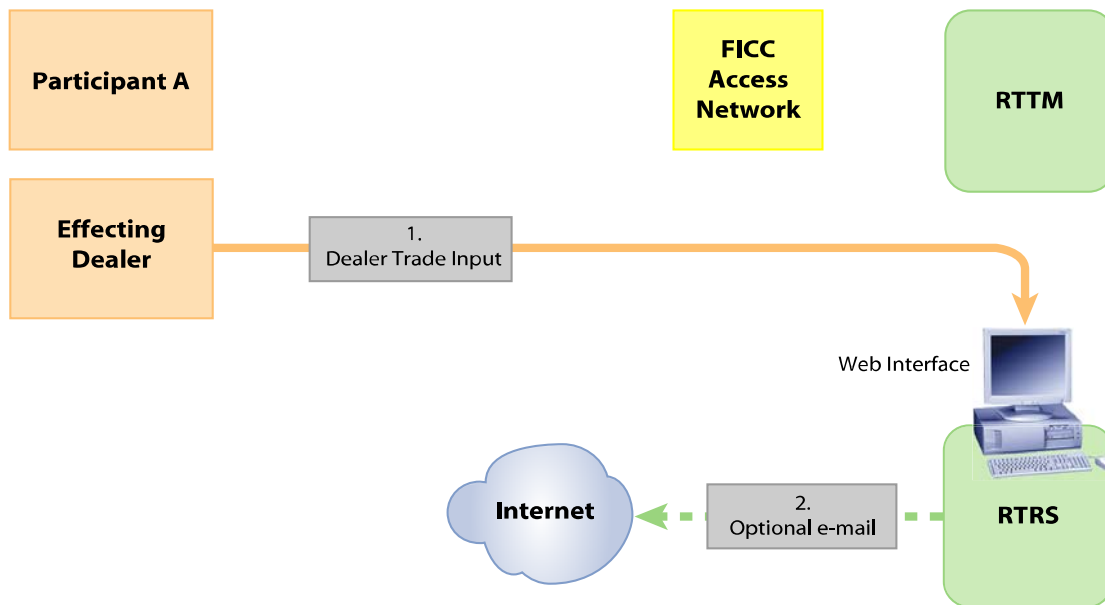 Participant A
FICC
Access
Network
RTTM
Effecting
Dealer
1.
Dealer Trade Input
Web Interface
Internet
2.
Optional e-mail
RTRS